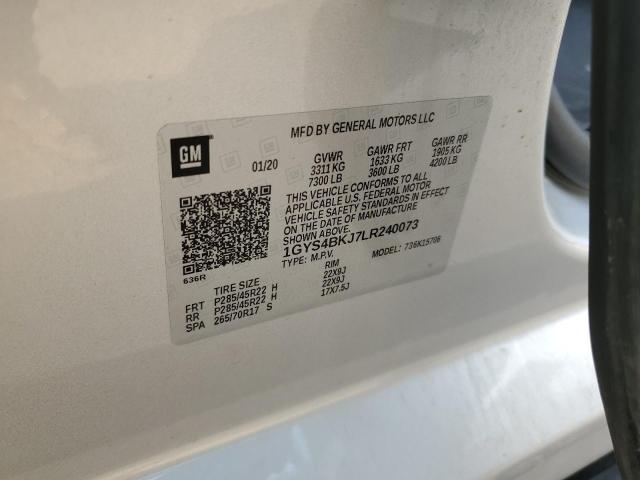 MFD BY GENERAL MOTORS LLC
GM
01/20
GVWR GAWR FRT GAWR RR
3311 KG 1633 KG 1905 KG
7300 LB 3600 LB 4200 LB
THIS VEHICLE CONFORMS TO ALL
APPLICABLE U.S. FEDERAL MOTOR
VEHICLE SAFETY STANDARDS IN EFFECT
ON THE DATE OF MANUFACTURE
SHOWN ABOVE.
1GYS4BKJ7LR240073
TYPE: M.P.V. MODEL: 736K15706
636R
TIRE SIZE RIM
FRT P285/45R22 H 22X9J
RR P285/45R22 H 22X9J
SPA 265/70R17 S 17X7.5J